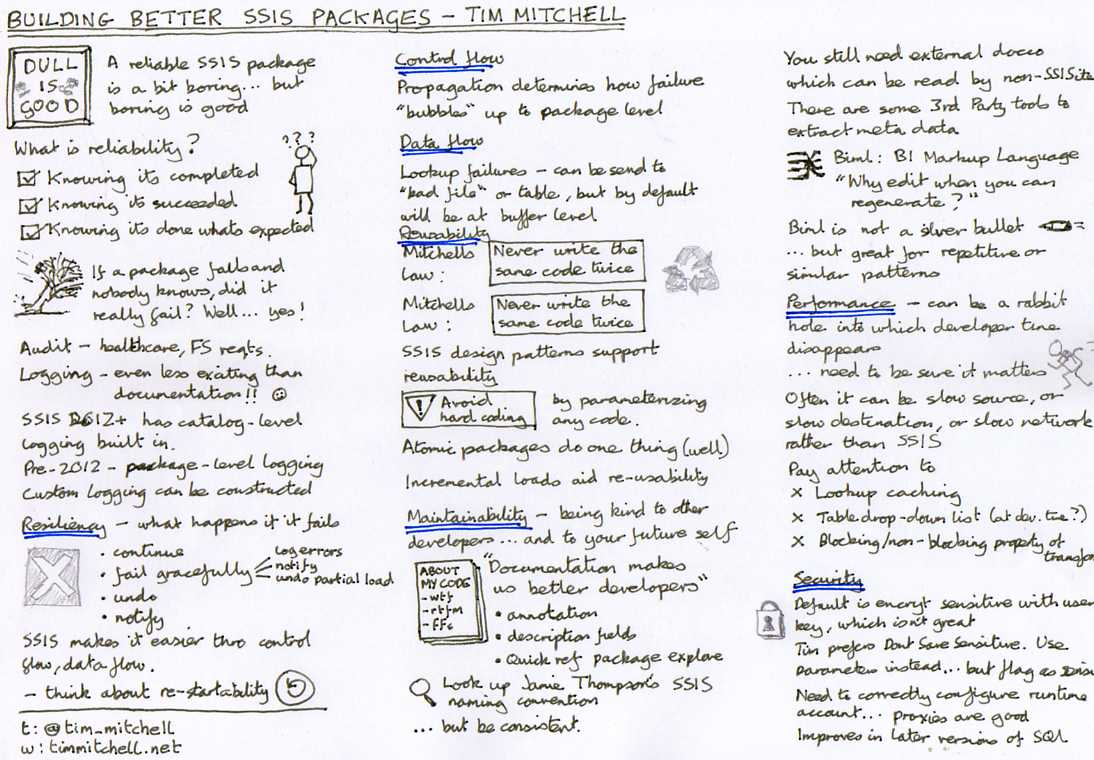 BUILDING BETTER SSIS PACKAGES – TIM MITCHELL
DULL
IS
GOOD
A reliable SSIS package
is a bit boring... but
boring is good
What is reliability?
???
Knowing its completed
Knowing it's succeeded
Knowing its done whats expected
If a package falls and
nobody knows, did it
really fail? Well... yes!
Audit – healthcare, FS reqts.
Logging – even less exiting than
documentation!!
SSIS 2012+ has catalog-level
logging built in.
Pre-2012 – package-level logging
Custom logging can be constructed
Resiliency – what happens if it fails
• continue
• fail gracefully
log errors
notify
undo partial load
• undo
• notify
SSIS makes it easier thro control
flow, data flow.
– think about re-startability
t: @tim_mitchell
w: timmitchell.net
Control flow
Propagation determines how failure
"bubbles" up to package level
Data flow
Lookup failures – can be send to
"bad file" or table, but by default
will be at buffer level
Reusability
Mitchells
Law:
Never write the
same code twice
Mitchells
Law:
Never write the
same code twice
SSIS design patterns support
reusability
! Avoid
hard coding
by parameterizing
any code.
Atomic packages do one thing (well)
Incremental loads aid re-usability
Maintainability – being kind to other
developers... and to your future self
ABOUT
MY CODE
- wtf
- rtfm
- ffs
"Documentation makes
us better developers"
• annotation
• description fields
• Quick ref package explore
Look up Jamie Thompson's SSIS
naming convention
... but be consistent.
You still need external docco
which can be read by non-SSISite
There are some 3rd Party tools to
extract meta data
Biml: BI Markup Language
"Why edit when you can
regenerate?"
Biml is not a silver bullet
... but great for repetitive or
similar patterns
Performance – can be a rabbit
hole into which developer time
disappears
... need to be sure it matters
Often it can be slow source, or
slow destination, or slow network
rather than SSIS
Pay attention to
x Lookup caching
x Table drop-down list (at dev. time?)
x Blocking/non-blocking property of
transfor
Security
Default is encrypt sensitive with user
key, which isn't great
Tim prefers Dont Save Sensitive. Use
parameters instead... but flag as sensi
Need to correctly configure runtime
account... proxies are good
Improves in later versions of SQL